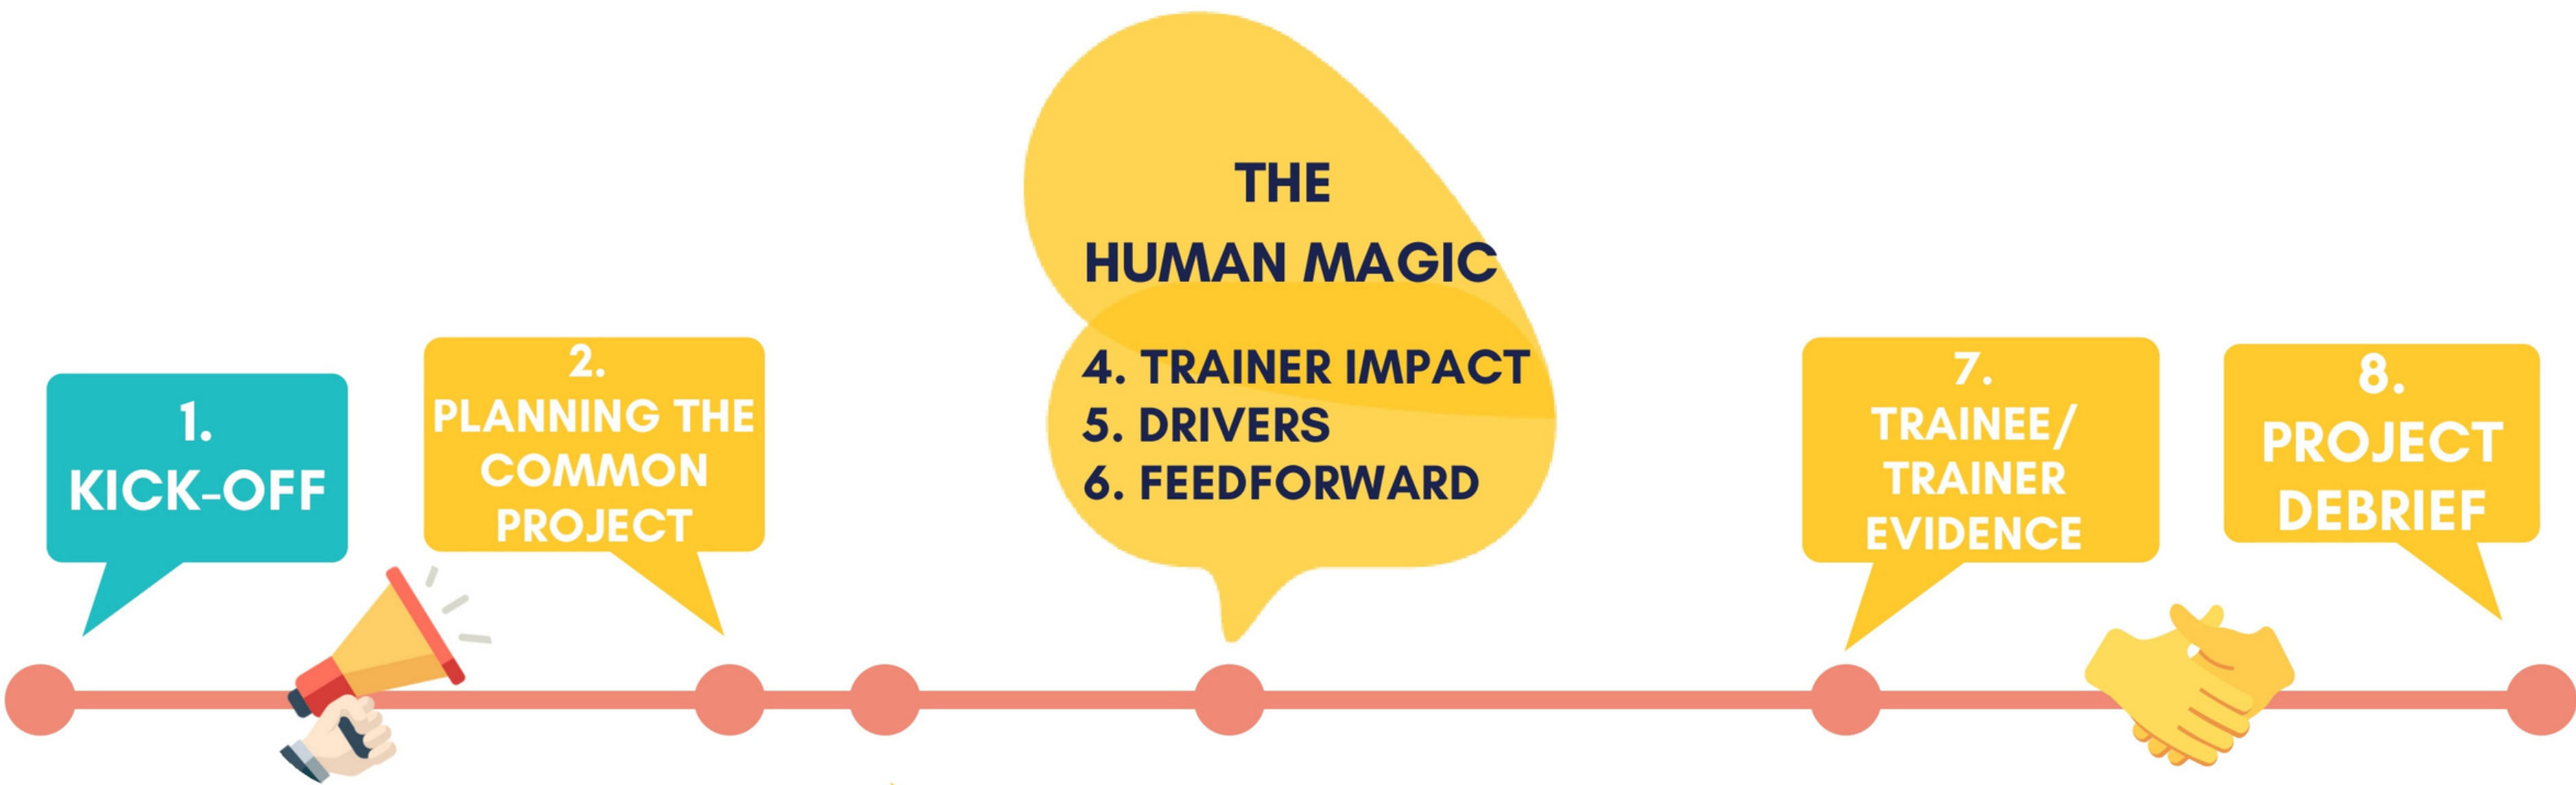 1.
KICK-OFF
2.
PLANNING THE
COMMON
PROJECT
THE
HUMAN MAGIC
4. TRAINER IMPACT
5. DRIVERS
6. FEEDFORWARD
7.
TRAINEE/
TRAINER
EVIDENCE
8.
PROJECT
DEBRIEF